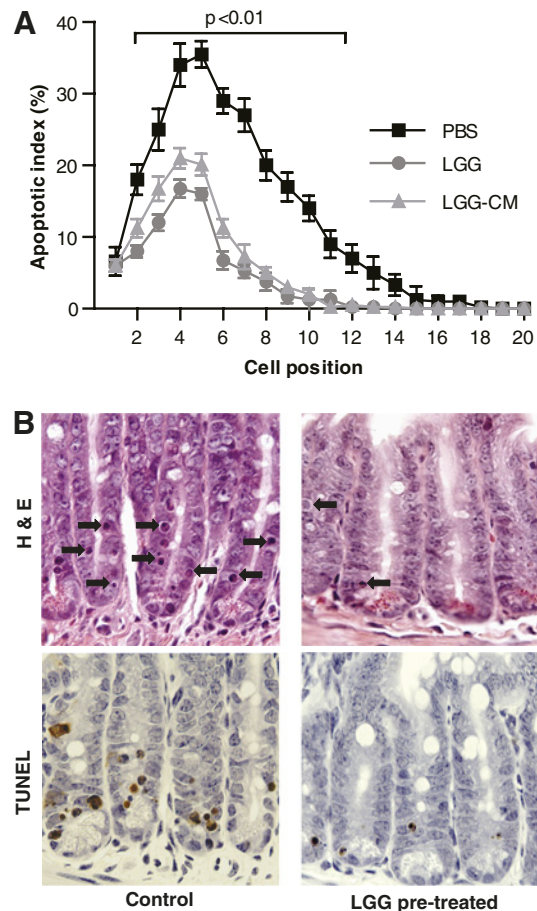 A
p<0.01
40
30
20
10
0
Apoptotic index (%)
PBS
LGG
LGG-CM
2 4 6 8 10 12 14 16 18 20
Cell position
B
H & E
TUNEL
Control
LGG pre-treated